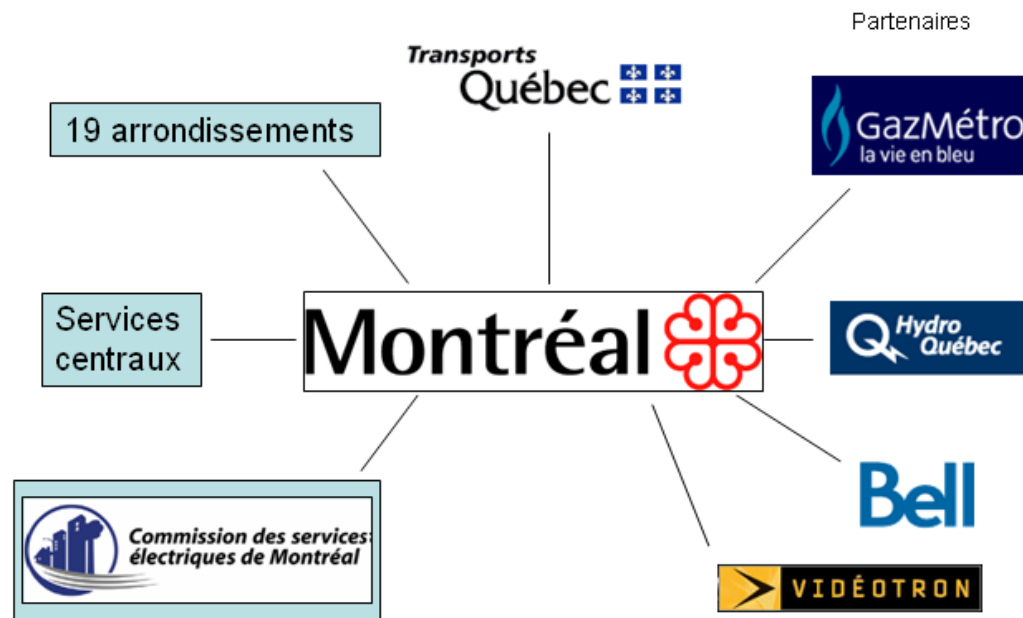 Partenaires
Transports
Québec
19 arrondissements
GazMétro
la vie en bleu
Services
centraux
Montréal
Hydro
Québec
Commission des services
électriques de Montréal
Bell
VIDÉOTRON